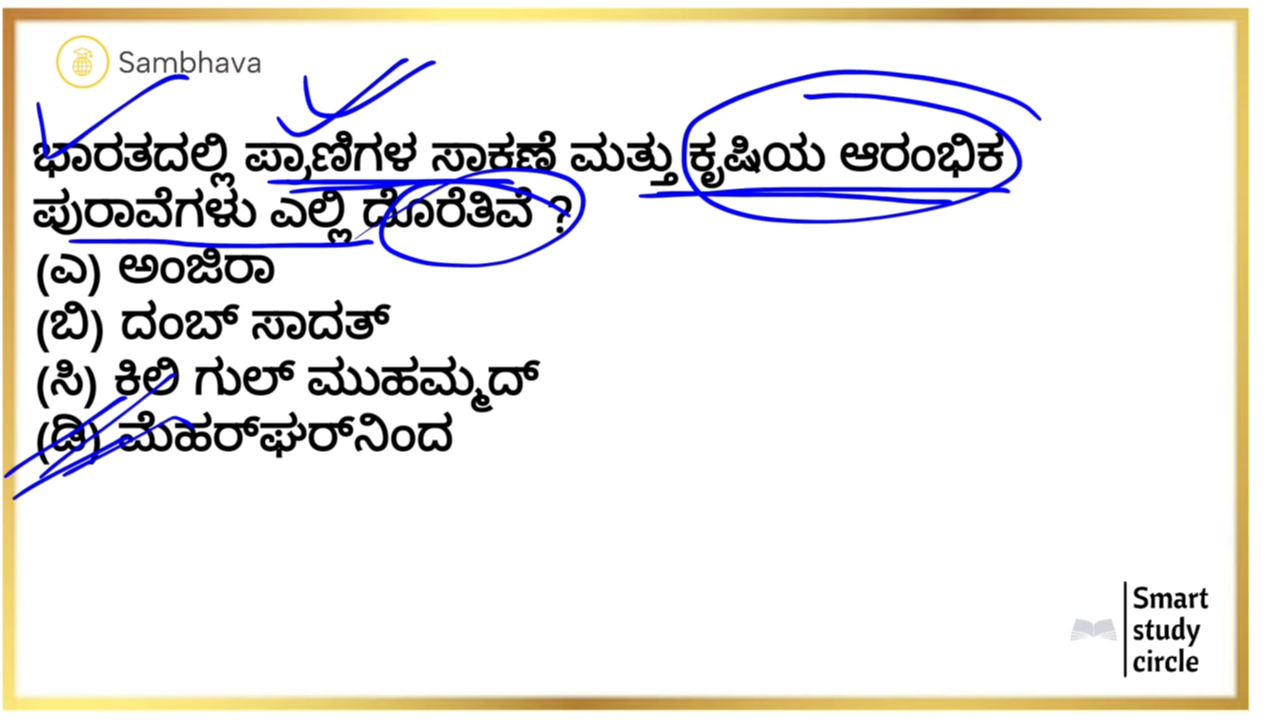 Sambhava
ಭಾರತದಲ್ಲಿ ಪ್ರಾಣಿಗಳ ಸಾಕಣೆ ಮತ್ತು ಕೃಷಿಯ ಆರಂಭಿಕ
ಪುರಾವೆಗಳು ಎಲ್ಲಿ ದೊರೆತಿವೆ ?
(ಎ) ಅಂಜಿರಾ
(ಬಿ) ದಂಬ್ ಸಾದತ್
(ಸಿ) ಕಿಲಿ ಗುಲ್ ಮುಹಮ್ಮದ್
(ಡಿ) ಮೆಹರ್‌ಘರ್‌ನಿಂದ
Smart
study
circle